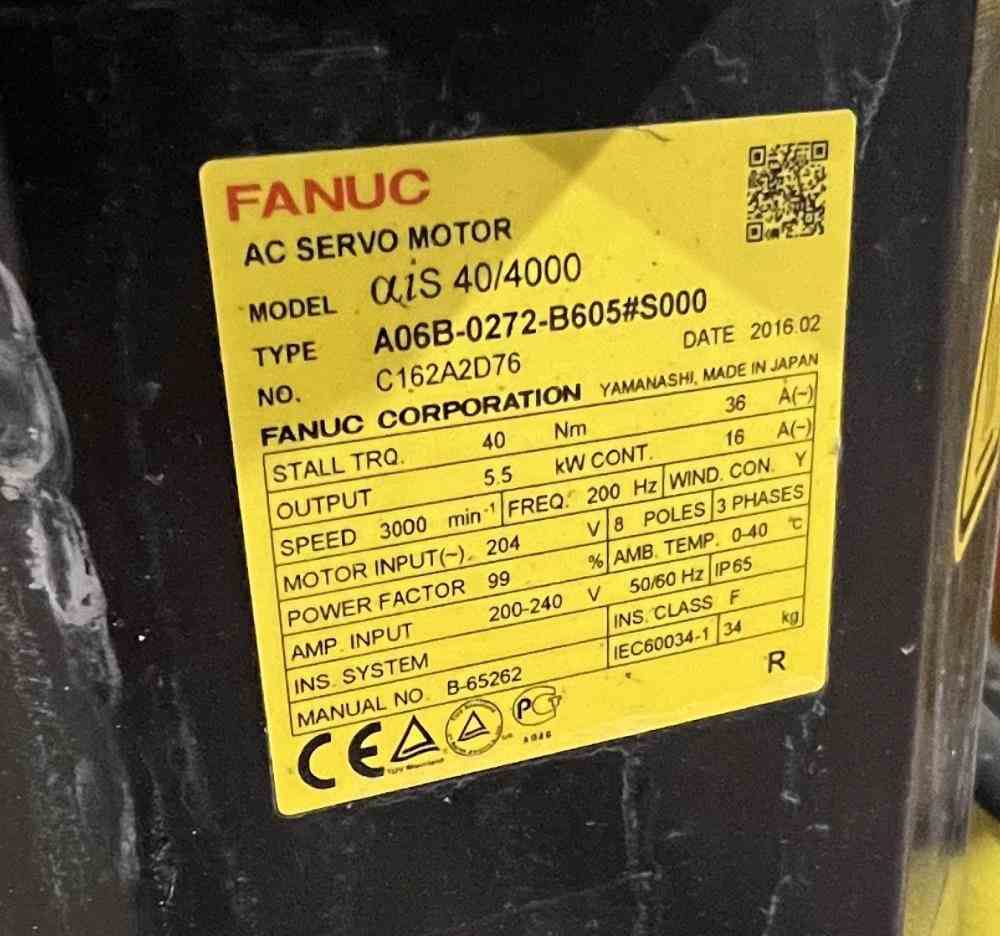 FANUC
AC SERVO MOTOR
MODEL αiS 40/4000
TYPE A06B-0272-B605#S000
NO. C162A2D76 DATE 2016.02
FANUC CORPORATION YAMANASHI, MADE IN JAPAN
STALL TRQ. 40 Nm 36 A(~)
OUTPUT 5.5 kW CONT. 16 A(~)
SPEED 3000 min⁻¹ FREQ. 200 Hz WIND. CON. Y
MOTOR INPUT(~). 204 V 8 POLES 3 PHASES
POWER FACTOR 99 % AMB. TEMP. 0-40 ℃
AMP. INPUT 200-240 V 50/60 Hz IP65
INS. SYSTEM INS. CLASS F
MANUAL NO. B-65262 IEC60034-1 34 kg
R
CE
TÜV Rheinland